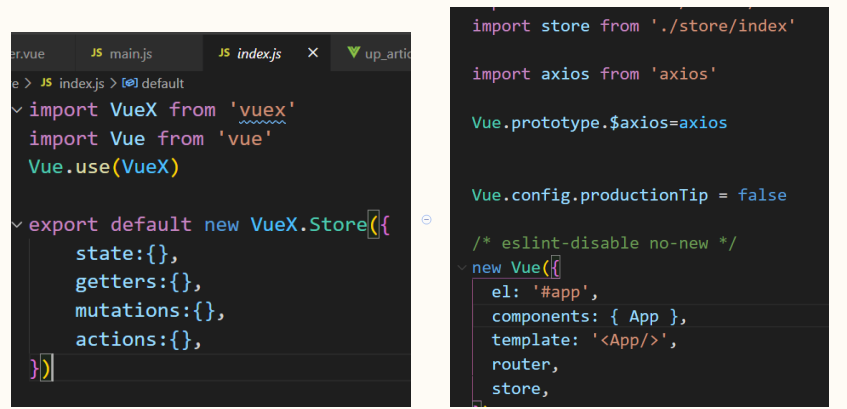 er.vue JS main.js JS index.js × up_artic
re > JS index.js > default
import VueX from 'vuex'
import Vue from 'vue'
Vue.use(VueX)
export default new VueX.Store({
state:{},
getters:{},
mutations:{},
actions:{},
})
import store from './store/index'
import axios from 'axios'
Vue.prototype.$axios=axios
Vue.config.productionTip = false
/* eslint-disable no-new */
new Vue({
el: '#app',
components: { App },
template: '<App/>',
router,
store,